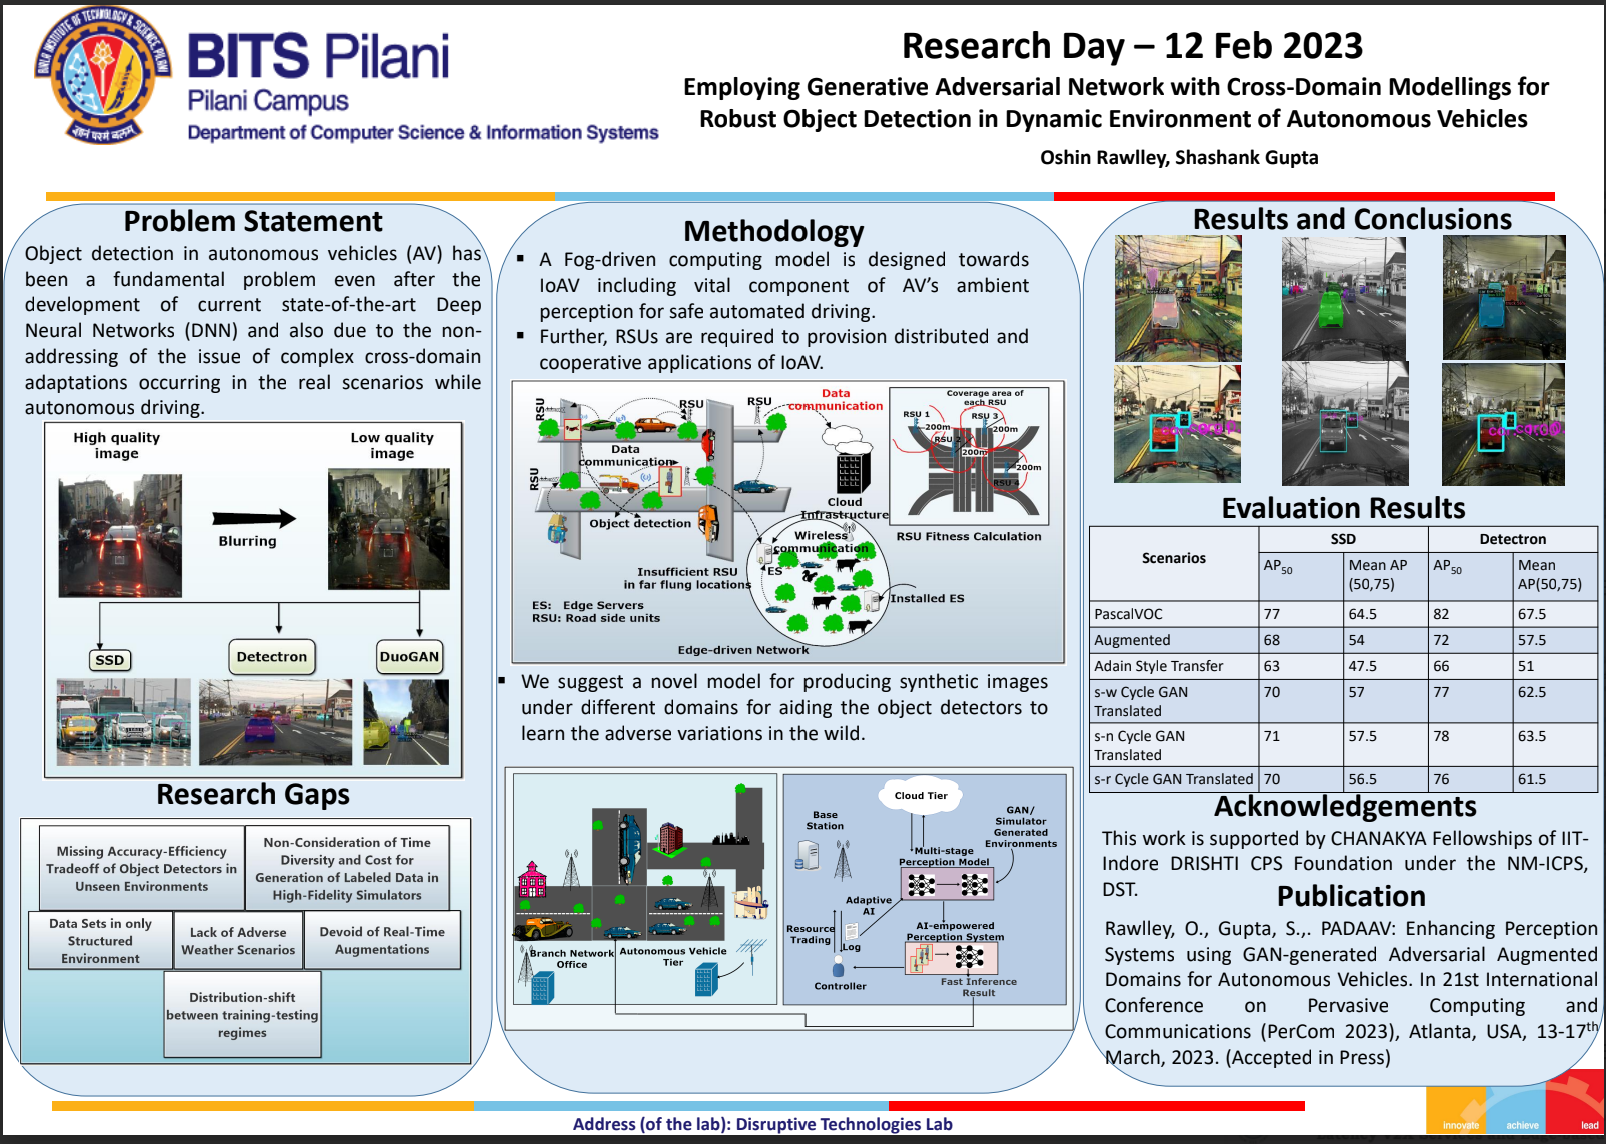 BIRLA INSTITUTE OF TECHNOLOGY & SCIENCE, PILANI
ज्ञानं परमं बलम्
BITS Pilani
Pilani Campus
Department of Computer Science & Information Systems
Research Day – 12 Feb 2023
Employing Generative Adversarial Network with Cross-Domain Modellings for
Robust Object Detection in Dynamic Environment of Autonomous Vehicles
Oshin Rawlley, Shashank Gupta
Problem Statement
Object detection in autonomous vehicles (AV) has
been a fundamental problem even after the
development of current state-of-the-art Deep
Neural Networks (DNN) and also due to the non-
addressing of the issue of complex cross-domain
adaptations occurring in the real scenarios while
autonomous driving.
High quality
image
Low quality
image
Blurring
SSD
Detectron
DuoGAN
Research Gaps
Missing Accuracy-Efficiency
Tradeoff of Object Detectors in
Unseen Environments
Non-Consideration of Time
Diversity and Cost for
Generation of Labeled Data in
High-Fidelity Simulators
Data Sets in only
Structured
Environment
Lack of Adverse
Weather Scenarios
Devoid of Real-Time
Augmentations
Distribution-shift
between training-testing
regimes
Methodology
▪ A Fog-driven computing model is designed towards
IoAV including vital component of AV's ambient
perception for safe automated driving.
▪ Further, RSUs are required to provision distributed and
cooperative applications of IoAV.
RSU
RSU
RSU
RSU
Data
communication
Data
communication
Object detection
Cloud
Infrastructure
Coverage area of
each RSU
RSU 1
RSU 3
200m
RSU 2
200m
200m
RSU 4
RSU Fitness Calculation
Wireless
communication
ES
Insufficient RSU
in far flung locations
Installed ES
ES: Edge Servers
RSU: Road side units
Edge-driven Network
▪ We suggest a novel model for producing synthetic images
under different domains for aiding the object detectors to
learn the adverse variations in the wild.
Branch Network
Office
Autonomous Vehicle
Tier
Cloud Tier
Base
Station
GAN/
Simulator
Generated
Environments
Multi-stage
Perception Model
Adaptive
AI
Resource
Trading
Log
AI-empowered
Perception System
Controller
Fast Inference
Result
Results and Conclusions
Evaluation Results
Scenarios SSD Detectron
AP50 Mean AP (50,75) AP50 Mean AP(50,75)
PascalVOC 77 64.5 82 67.5
Augmented 68 54 72 57.5
Adain Style Transfer 63 47.5 66 51
s-w Cycle GAN
Translated 70 57 77 62.5
s-n Cycle GAN
Translated 71 57.5 78 63.5
s-r Cycle GAN Translated 70 56.5 76 61.5
Acknowledgements
This work is supported by CHANAKYA Fellowships of IIT-
Indore DRISHTI CPS Foundation under the NM-ICPS,
DST.
Publication
Rawlley, O., Gupta, S.,. PADAAV: Enhancing Perception
Systems using GAN-generated Adversarial Augmented
Domains for Autonomous Vehicles. In 21st International
Conference on Pervasive Computing and
Communications (PerCom 2023), Atlanta, USA, 13-17th
March, 2023. (Accepted in Press)
Address (of the lab): Disruptive Technologies Lab
innovate achieve lead